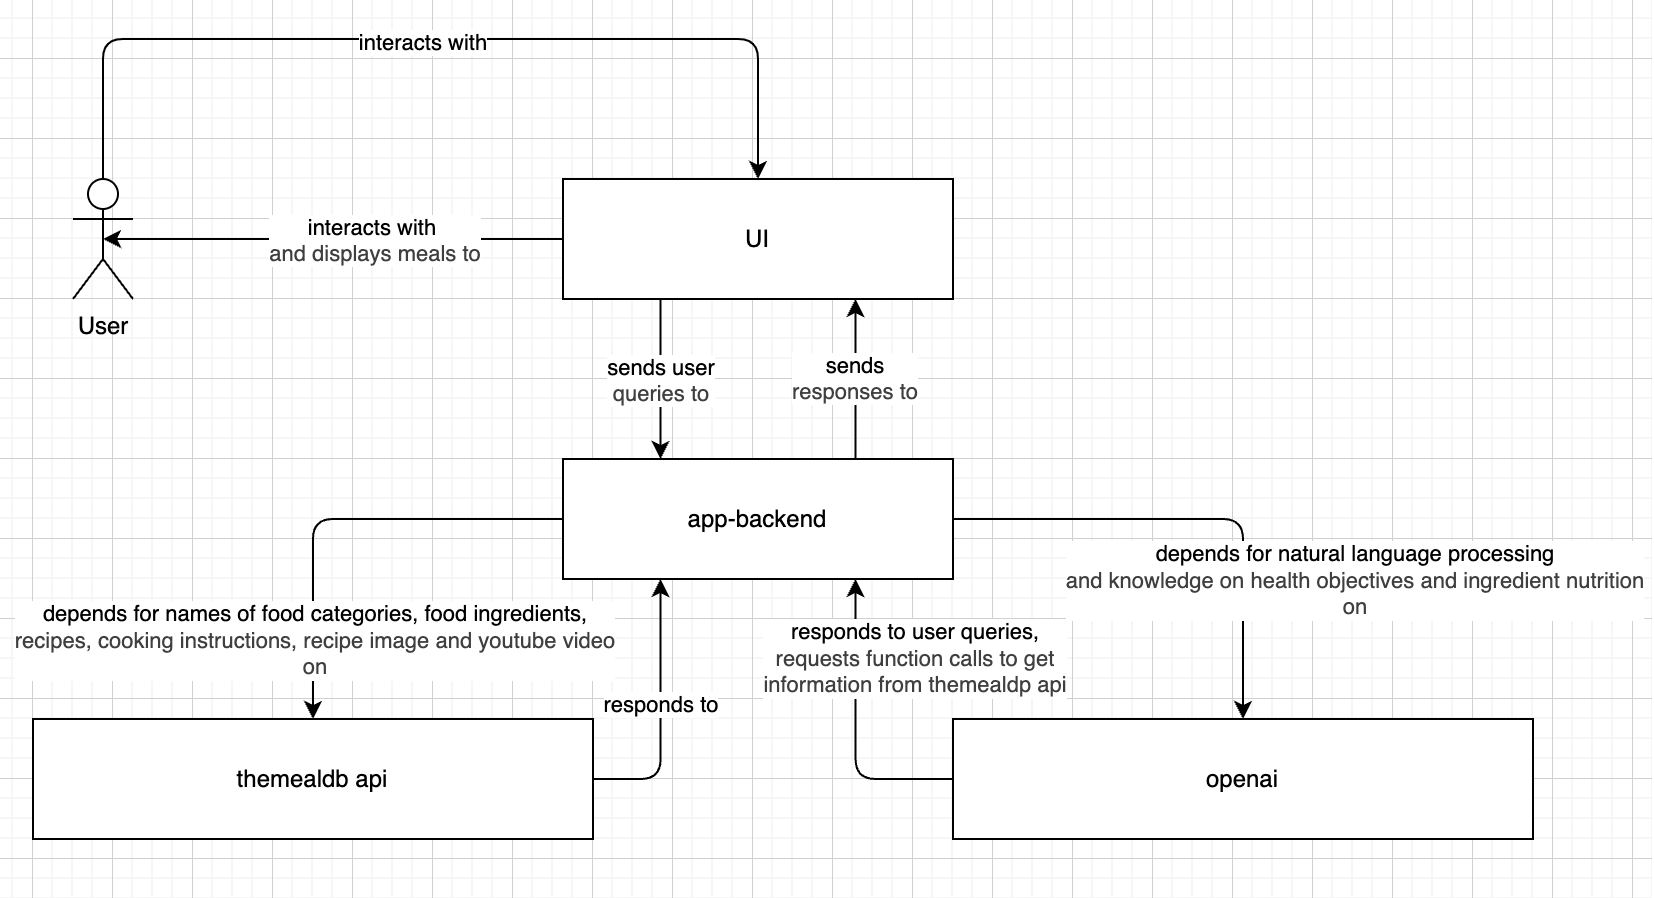 interacts with
interacts with
and displays meals to
UI
User
sends user
queries to
sends
responses to
app-backend
depends for natural language processing
and knowledge on health objectives and ingredient nutrition
on
depends for names of food categories, food ingredients,
recipes, cooking instructions, recipe image and youtube video
on
responds to user queries,
requests function calls to get
information from themealdp api
responds to
themealdb api
openai